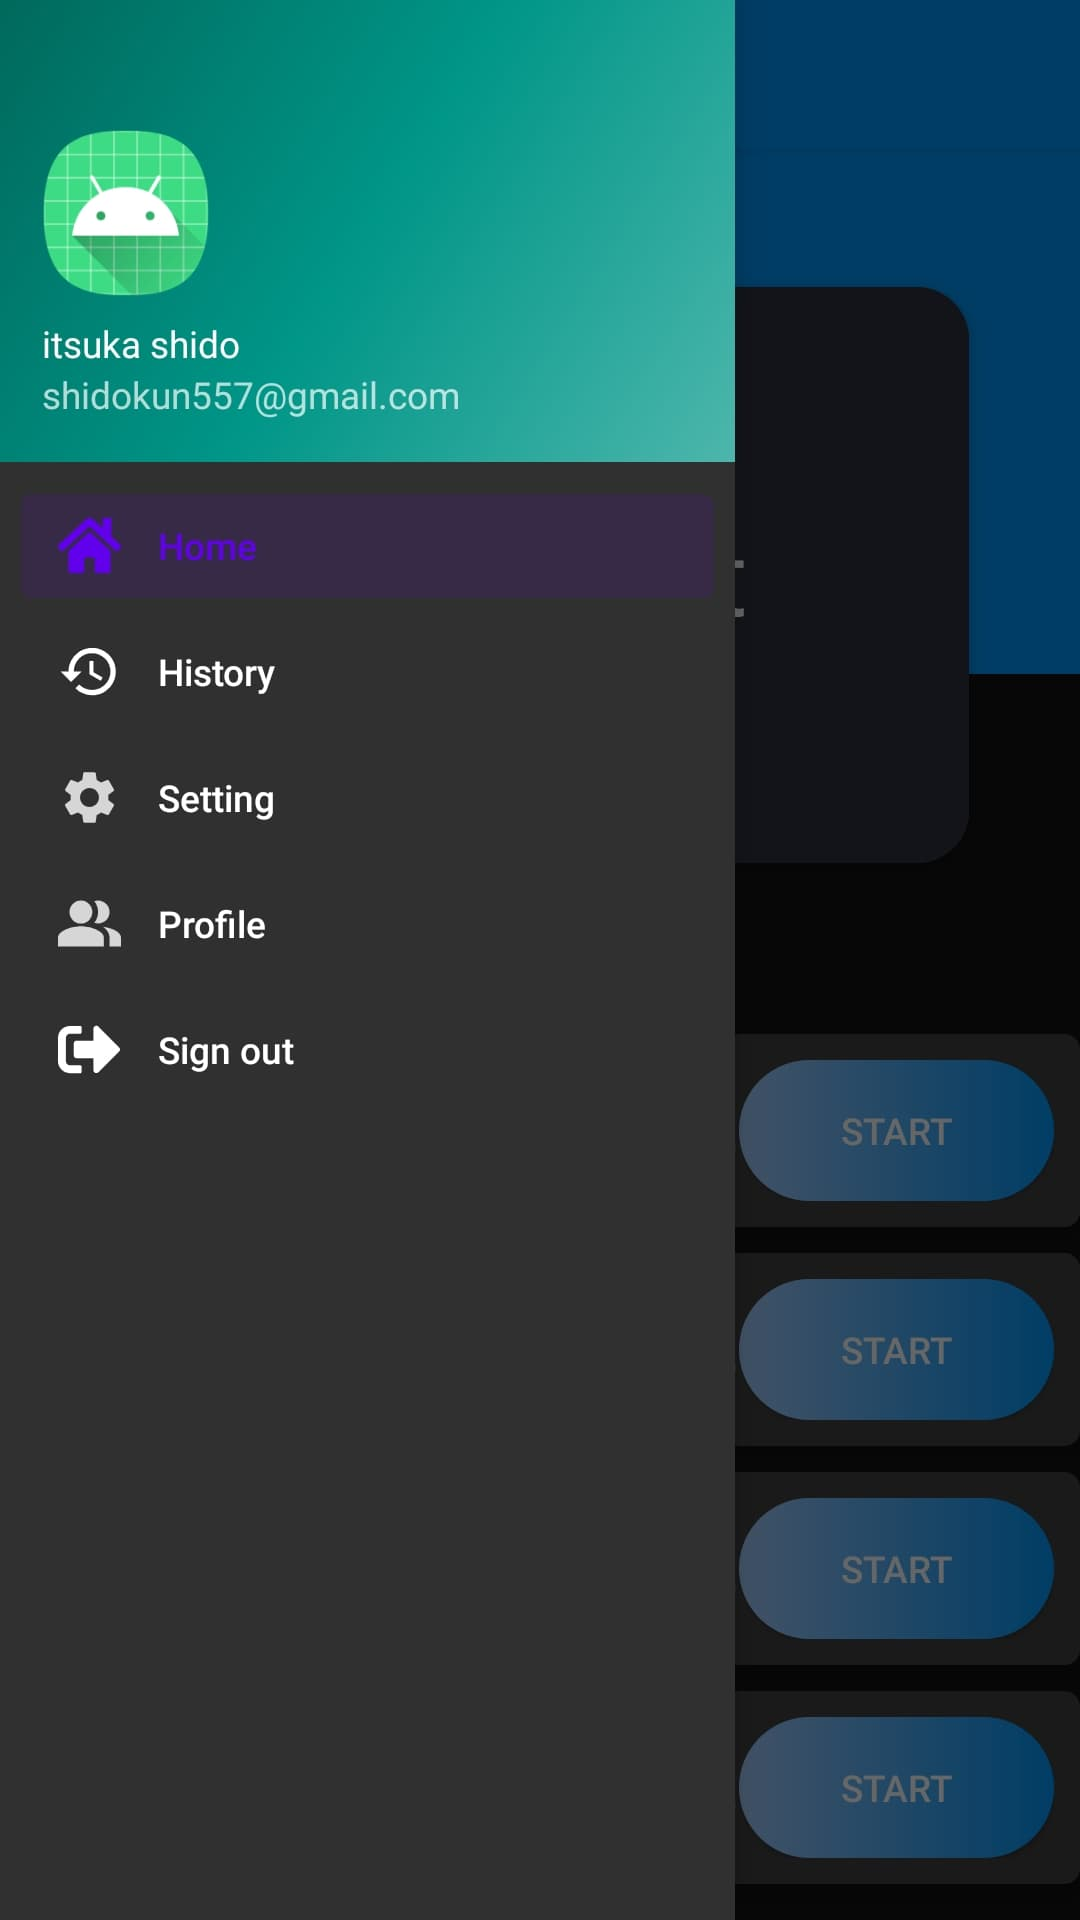 itsuka shido
shidokun557@gmail.com
Home
History
Setting
Profile
Sign out
START
START
START
START